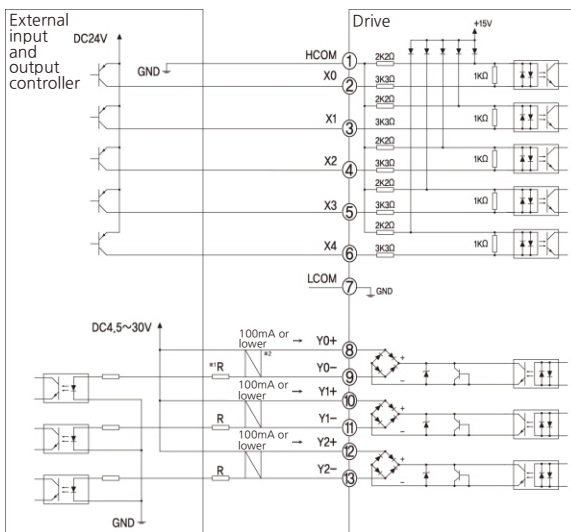 External
input
and
output
controller
DC24V
GND
Drive
+15V
HCOM
1
2K2Ω
X0
2
3K3Ω
1KΩ
2K2Ω
X1
3
3K3Ω
1KΩ
2K2Ω
X2
4
3K3Ω
1KΩ
2K2Ω
X3
5
3K3Ω
1KΩ
2K2Ω
X4
6
3K3Ω
1KΩ
LCOM
7
GND
DC4.5~30V
100mA or
lower
→ Y0+
8
*1R
*2
Y0-
9
+
−
100mA or
lower
→ Y1+
10
R
Y1-
11
+
−
100mA or
lower
→ Y2+
12
R
Y2-
13
+
−
GND